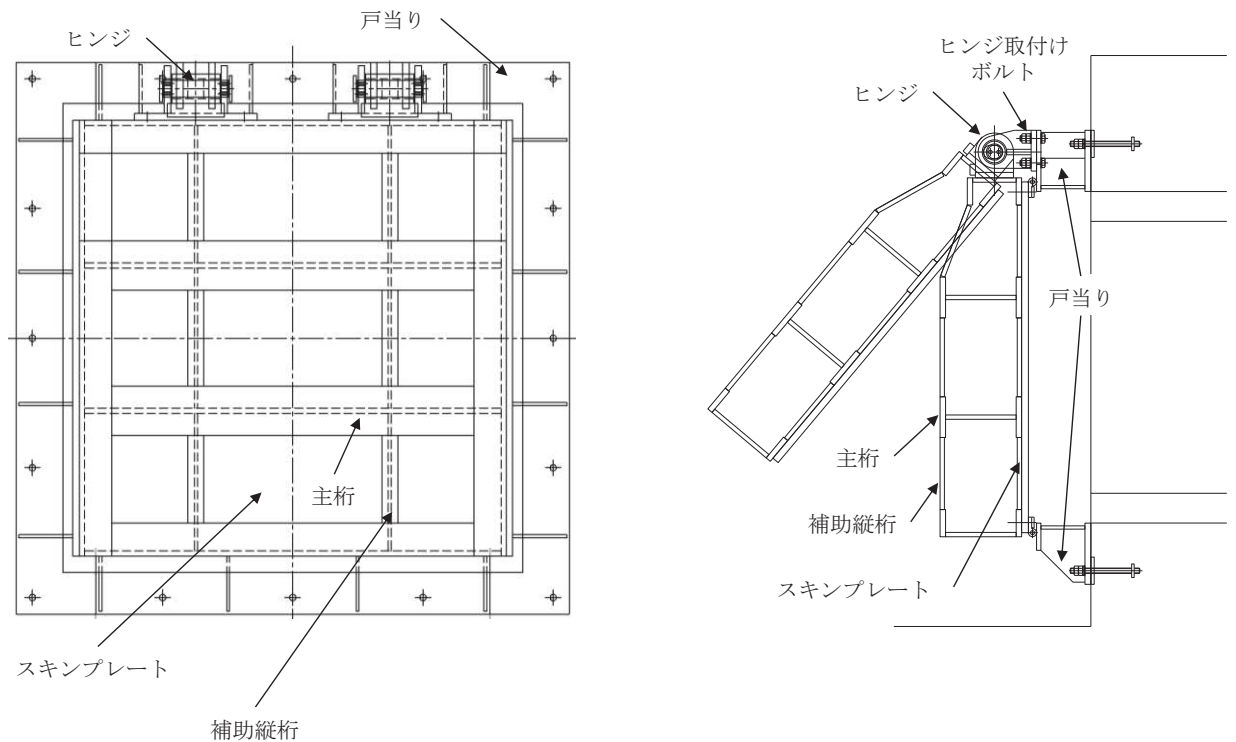 ヒンジ
戸当り
主桁
スキンプレート
補助縦桁
ヒンジ取付け
ボルト
ヒンジ
戸当り
主桁
補助縦桁
スキンプレート